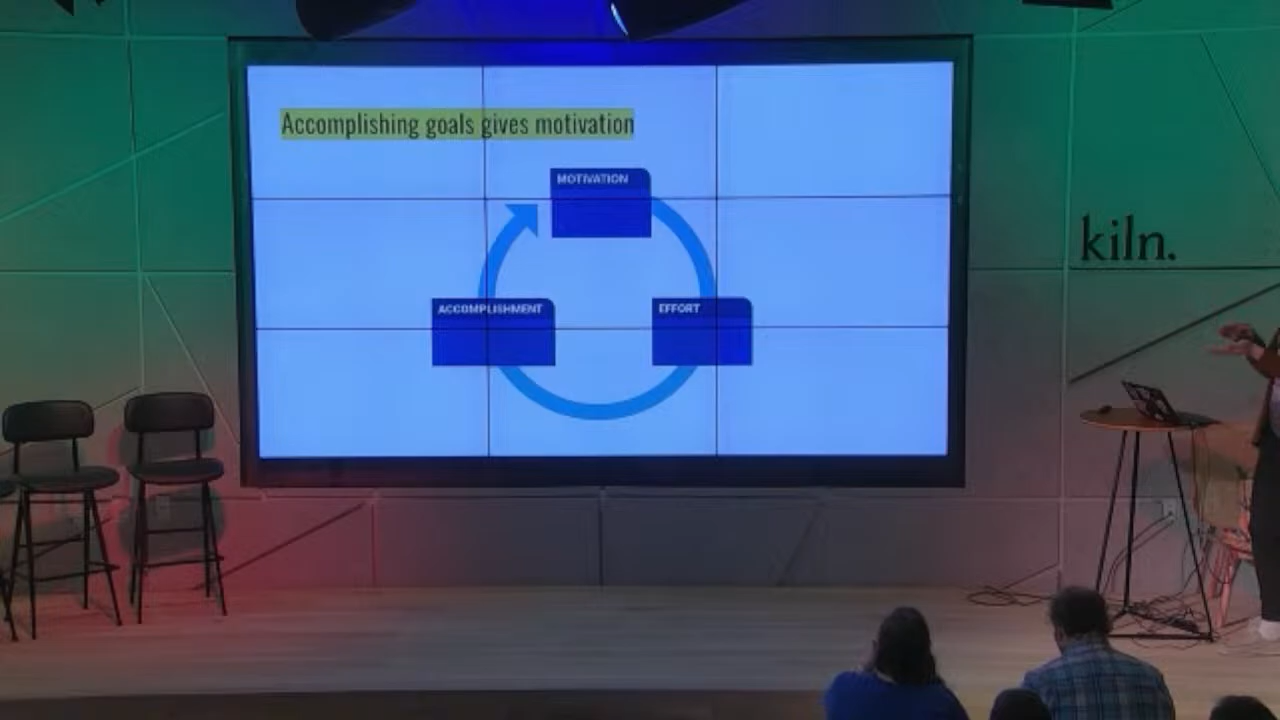 Accomplishing goals gives motivation
MOTIVATION
ACCOMPLISHMENT
EFFORT
kiln.